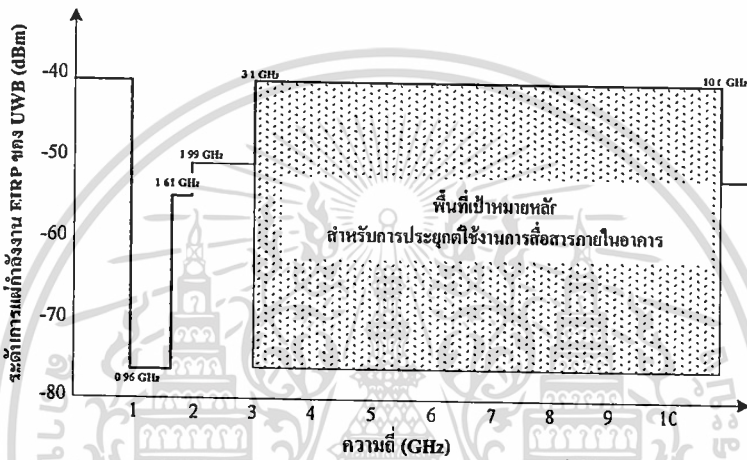 ระดับการแผ่กำลังงาน EIRP ของ UWB (dBm)
-40
-50
-60
-70
-80
3.1 GHz
10.6 GHz
1.99 GHz
1.61 GHz
0.96 GHz
พื้นที่เป้าหมายหลัก
สำหรับการประยุกต์ใช้งานการสื่อสารภายในอาคาร
1 2 3 4 5 6 7 8 9 10
ความถี่ (GHz)